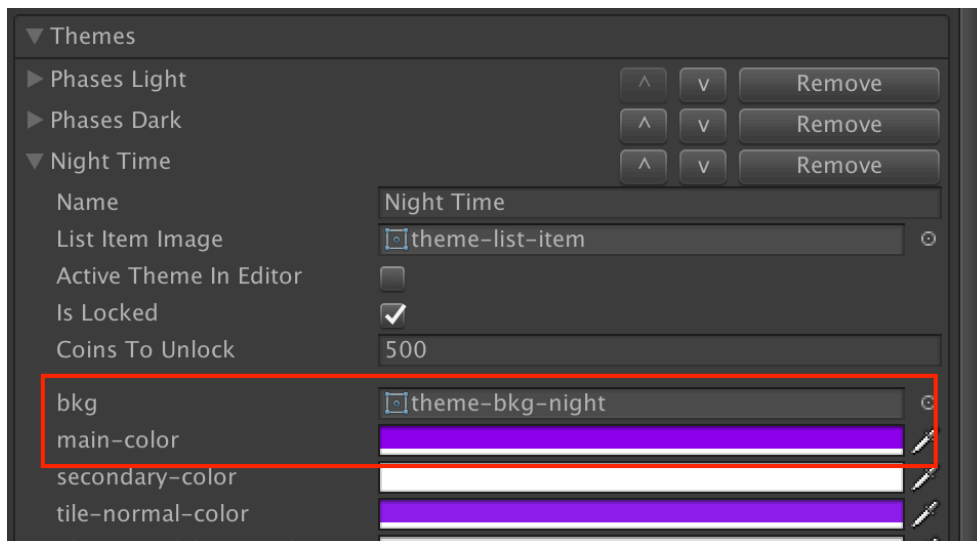 Themes
Phases Light ^ v Remove
Phases Dark ^ v Remove
Night Time ^ v Remove
Name Night Time
List Item Image theme-list-item
Active Theme In Editor
Is Locked
Coins To Unlock 500
bkg theme-bkg-night
main-color
secondary-color
tile-normal-color